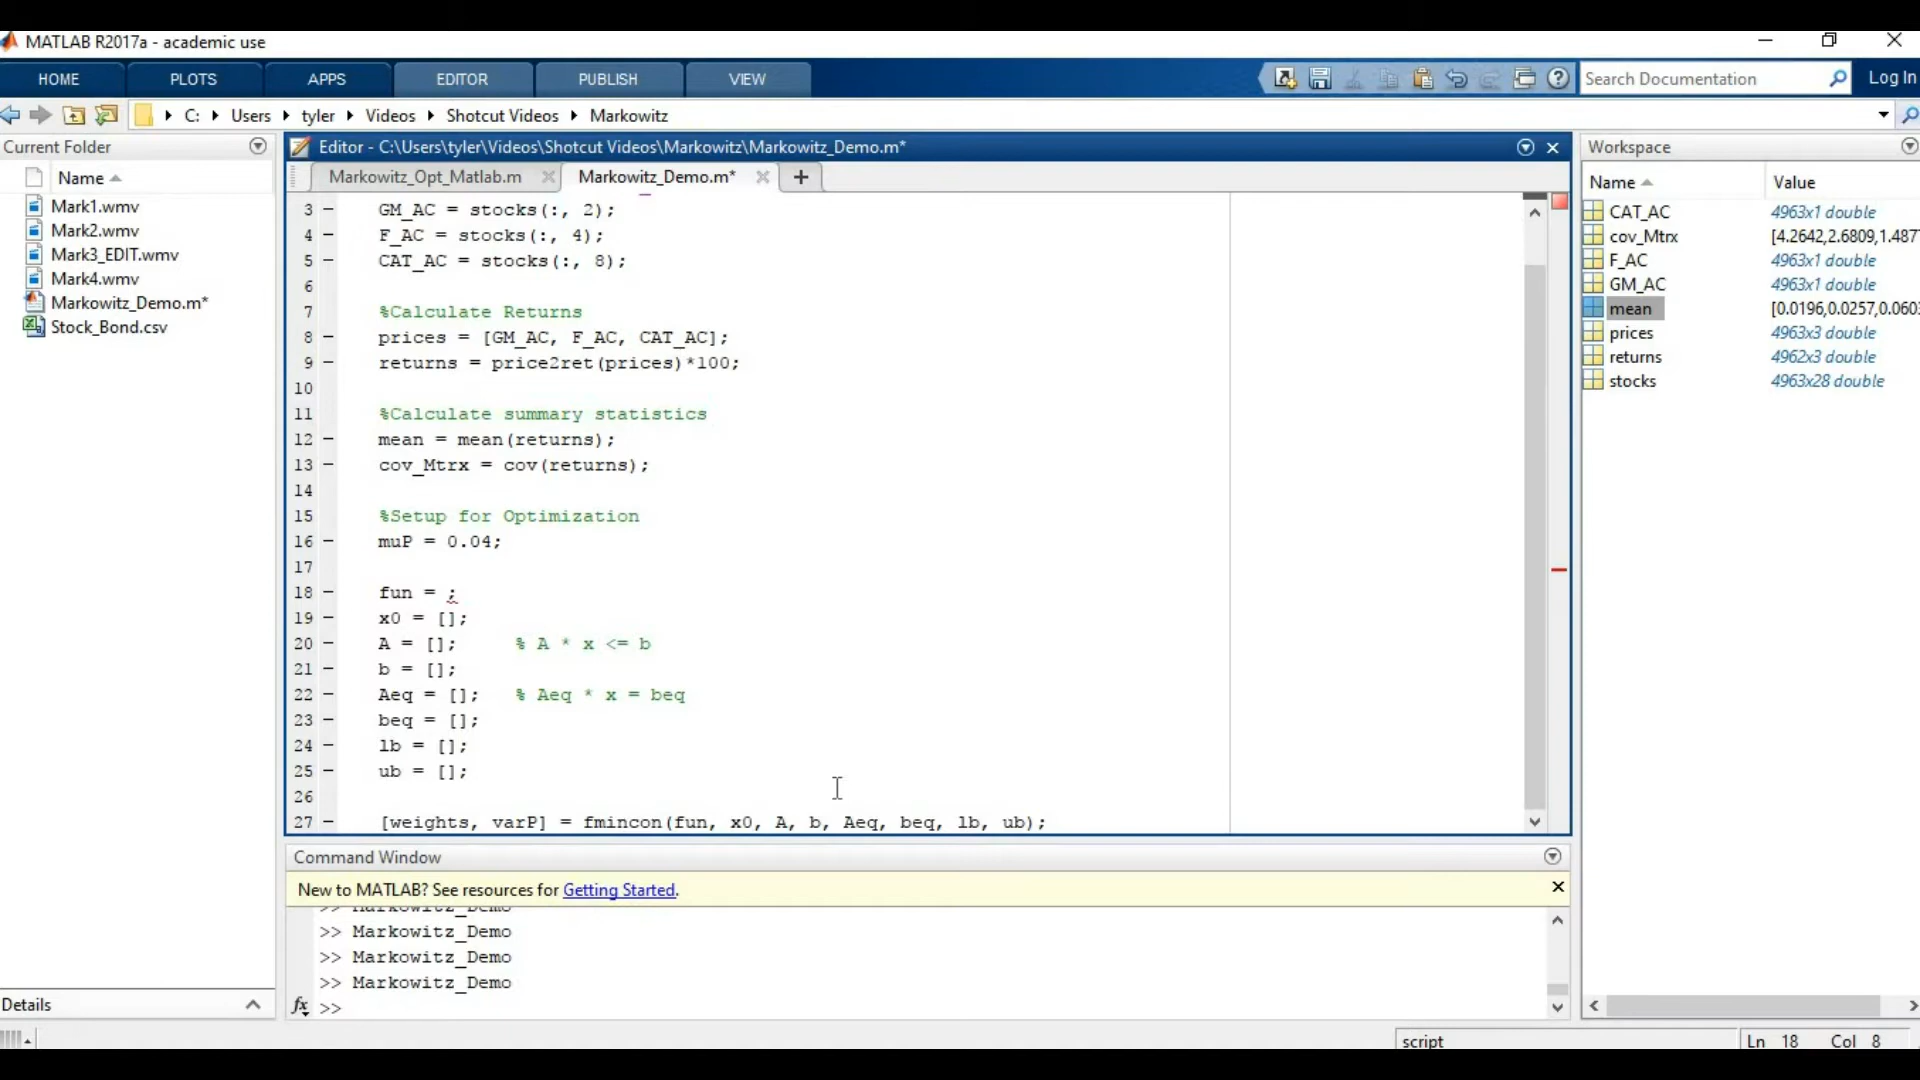 MATLAB R2017a - academic use
HOME PLOTS APPS EDITOR PUBLISH VIEW
Search Documentation Log In
C: Users tyler Videos Shotcut Videos Markowitz
Current Folder
Name
Mark1.wmv
Mark2.wmv
Mark3_EDIT.wmv
Mark4.wmv
Markowitz_Demo.m*
Stock_Bond.csv
Details
Editor - C:\Users\tyler\Videos\Shotcut Videos\Markowitz\Markowitz_Demo.m*
Markowitz_Opt_Matlab.m Markowitz_Demo.m* +
3 - GM_AC = stocks(:, 2);
4 - F_AC = stocks(:, 4);
5 - CAT_AC = stocks(:, 8);
6
7 %Calculate Returns
8 - prices = [GM_AC, F_AC, CAT_AC];
9 - returns = price2ret(prices)*100;
10
11 %Calculate summary statistics
12 - mean = mean(returns);
13 - cov_Mtrx = cov(returns);
14
15 %Setup for Optimization
16 - muP = 0.04;
17
18 - fun = ;
19 - x0 = [];
20 - A = []; % A * x <= b
21 - b = [];
22 - Aeq = []; % Aeq * x = beq
23 - beq = [];
24 - lb = [];
25 - ub = [];
26
27 - [weights, varP] = fmincon(fun, x0, A, b, Aeq, beq, lb, ub);
Command Window
New to MATLAB? See resources for Getting Started.
>> Markowitz_Demo
>> Markowitz_Demo
>> Markowitz_Demo
>> Markowitz_Demo
fx >>
Workspace
Name Value
CAT_AC 4963x1 double
cov_Mtrx [4.2642,2.6809,1.487
F_AC 4963x1 double
GM_AC 4963x1 double
mean [0.0196,0.0257,0.060
prices 4963x3 double
returns 4962x3 double
stocks 4963x28 double
script Ln 18 Col 8